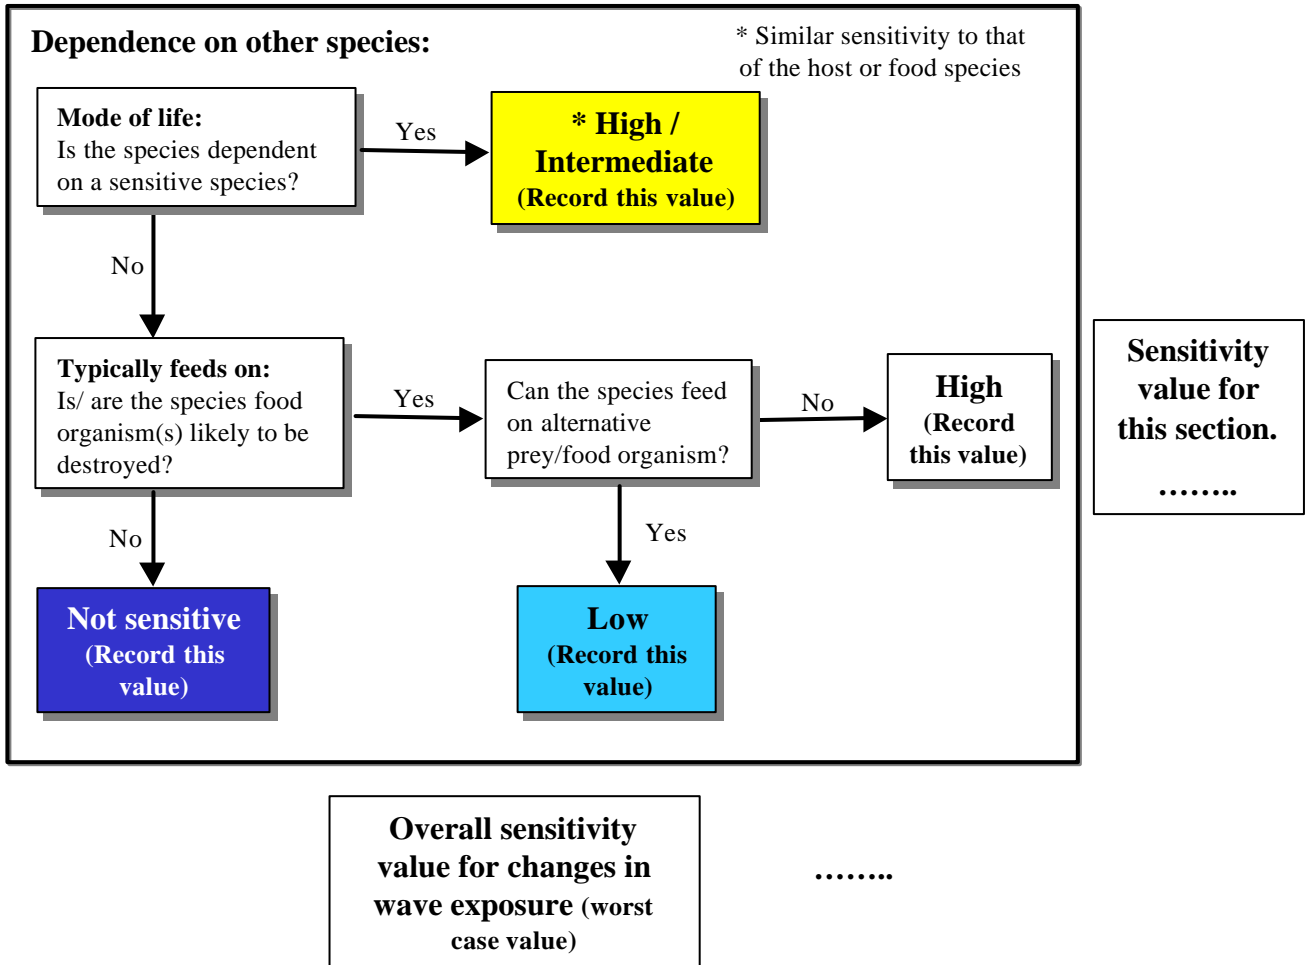 Dependence on other species:
* Similar sensitivity to that
of the host or food species
Mode of life:
Is the species dependent
on a sensitive species?
Yes
* High /
Intermediate
(Record this value)
No
Typically feeds on:
Is/ are the species food
organism(s) likely to be
destroyed?
Yes
Can the species feed
on alternative
prey/food organism?
No
High
(Record
this value)
Sensitivity
value for
this section.
……..
No
Yes
Not sensitive
(Record this
value)
Low
(Record this
value)
Overall sensitivity
value for changes in
wave exposure (worst
case value)
……..